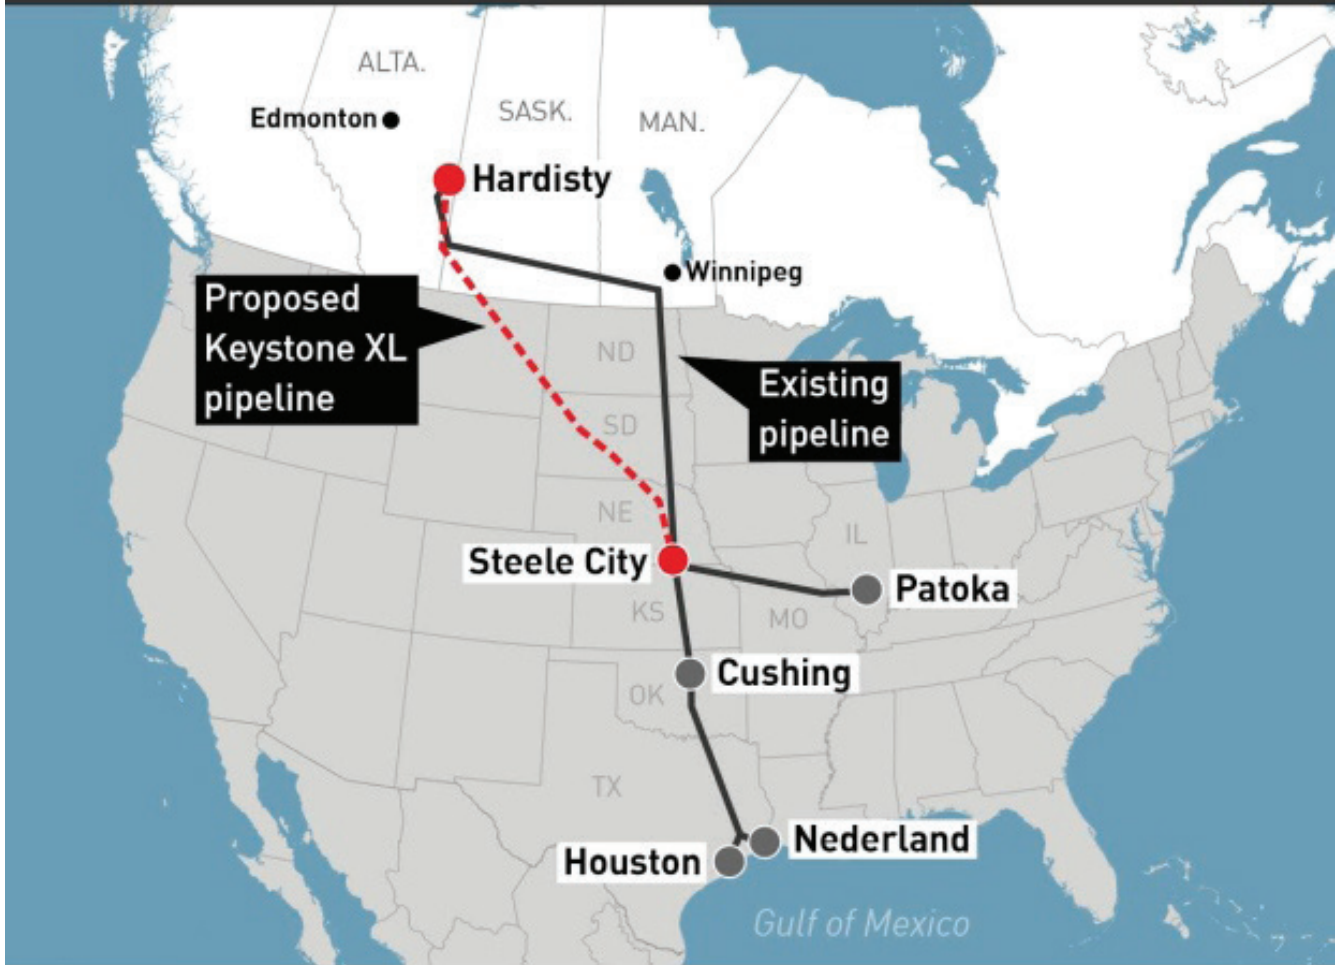 ALTA.
Edmonton
SASK.
MAN.
Hardisty
Winnipeg
Proposed
Keystone XL
pipeline
ND
Existing
pipeline
SD
NE
IL
Steele City
Patoka
KS
MO
Cushing
OK
TX
Nederland
Houston
Gulf of Mexico